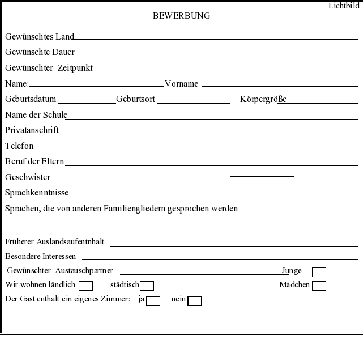 Lichtbild
BEWERBUNG
Gewünschtes Land
Gewünschte Dauer
Gewünschter Zeitpunkt
Name Vorname
Geburtsdatum Geburtsort Körpergröße
Name der Schule
Privatanschrift
Telefon
Beruf der Eltern
Geschwister
Sprachkenntnisse
Sprachen, die von anderen Familiengliedern gesprochen werden
Früherer Auslandsaufenthalt
Besondere Interessen
Gewünschter Austauschpartner Junge
Wir wohnen ländlich städtisch Mädchen
Der Gast enthält ein eigenes Zimmer: ja nein